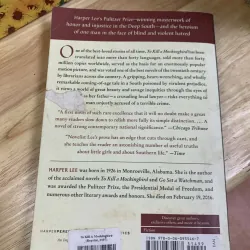 Harper Lee's Pulitzer Prize–winning masterwork
of honor and injustice in the Deep South—and the heroism
of one man in the face of blind and violent hatred
One of the best-loved stories of all time, To Kill a Mockingbird has been
translated into more than forty languages, sold more than forty
million copies worldwide, served as the basis for an enormously popular
motion picture, and was voted one of the best novels of the twentieth century
by librarians across the country. A gripping, heart-wrenching, and wholly
remarkable coming-of-age tale in a South poisoned by virulent prejudice,
it views a world of great beauty and savage inequities through the eyes of
as her father—a crusading local lawyer—risks everything to
man unjustly accused of a terrible crime.
"A first novel of such rare excellence that it will no doubt make a great
many readers slow down to relish more fully its simple distinction. . . . A
novel of strong contemporary national significance." —Chicago Tribune
"Novelist Lee's prose has an edge that cuts through cant, and
she teaches the reader an astonishing number of useful truths
about little girls and about Southern life." —Time
HARPER LEE was born in 1926 in Monroeville, Alabama. She is the author of
the acclaimed novels To Kill a Mockingbird and Go Set a Watchman, and
was awarded the Pulitzer Prize, the Presidential Medal of Freedom, and
numerous other literary awards and honors. She died on February 19, 2016.
Discover great authors,
To Kill a Mockingbird